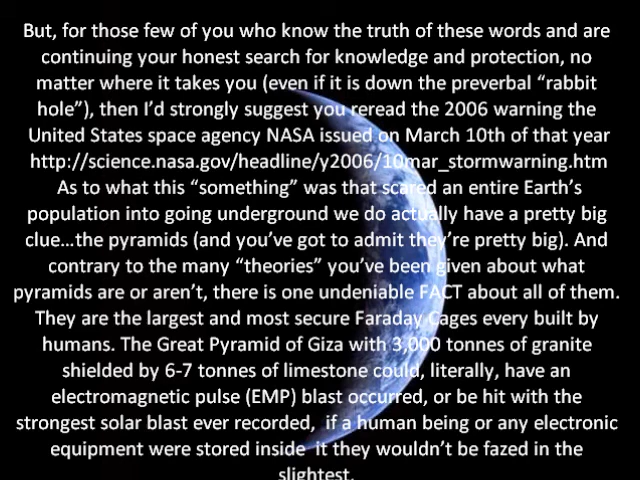 But, for those few of you who know the truth of these words and are
continuing your honest search for knowledge and protection, no
matter where it takes you (even if it is down the preverbal “rabbit
hole”), then I’d strongly suggest you reread the 2006 warning the
United States space agency NASA issued on March 10th of that year
http://science.nasa.gov/headline/y2006/10mar_stormwarning.htm
As to what this “something” was that scared an entire Earth’s
population into going underground we do actually have a pretty big
clue…the pyramids (and you’ve got to admit they’re pretty big). And
contrary to the many “theories” you’ve been given about what
pyramids are or aren’t, there is one undeniable FACT about all of them.
They are the largest and most secure Faraday Cages every built by
humans. The Great Pyramid of Giza with 3,000 tonnes of granite
shielded by 6-7 tonnes of limestone could, literally, have an
electromagnetic pulse (EMP) blast occurred, or be hit with the
strongest solar blast ever recorded,  if a human being or any electronic
equipment were stored inside  it they wouldn’t be fazed in the
slightest.